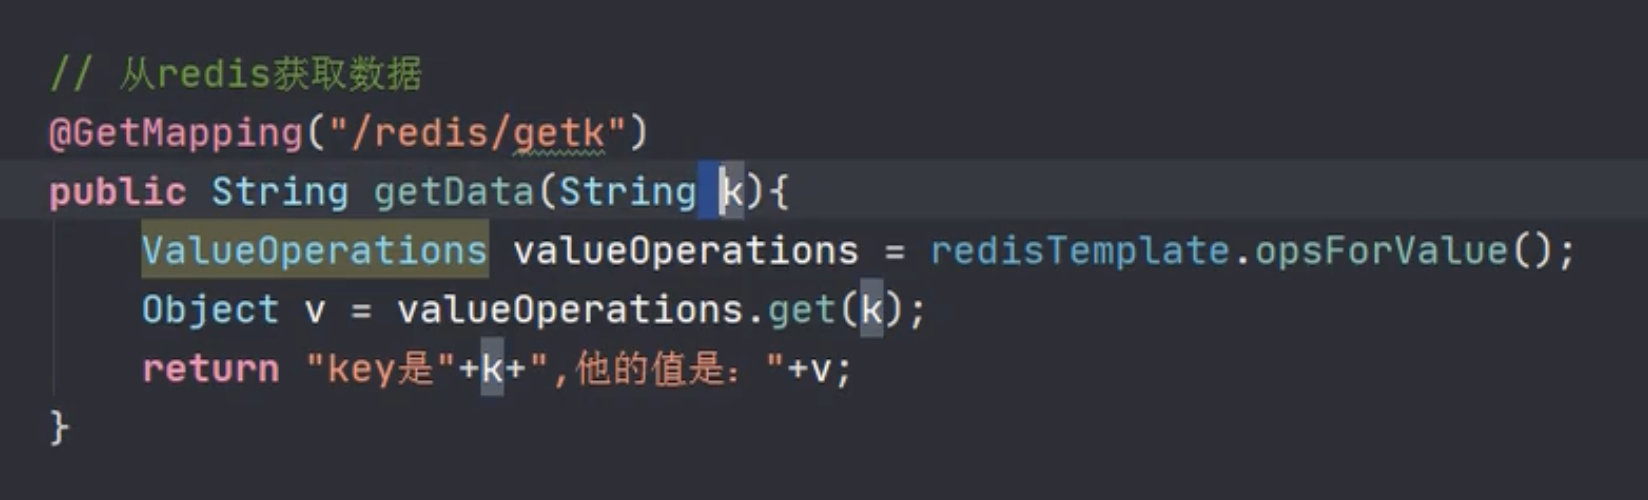 // 从redis获取数据
@GetMapping("/redis/getk")
public String getData(String k){
ValueOperations valueOperations = redisTemplate.opsForValue();
Object v = valueOperations.get(k);
return "key是"+k+",他的值是："+v;
}